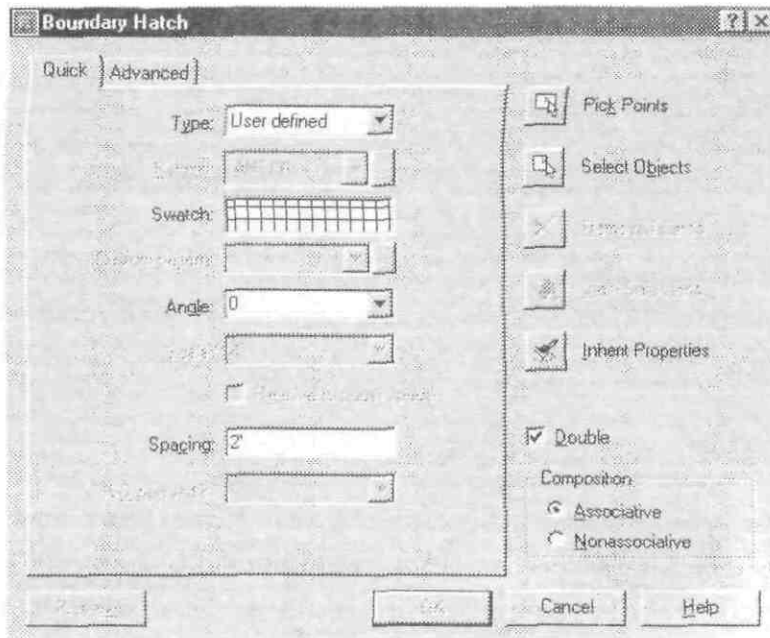 Boundary Hatch
Quick
Advanced
Type: User defined
Swatch:
Angle: 0
Spacing: 2'
Pick Points
Select Objects
Inherit Properties
Double
Composition
Associative
Nonassociative
Cancel
Help